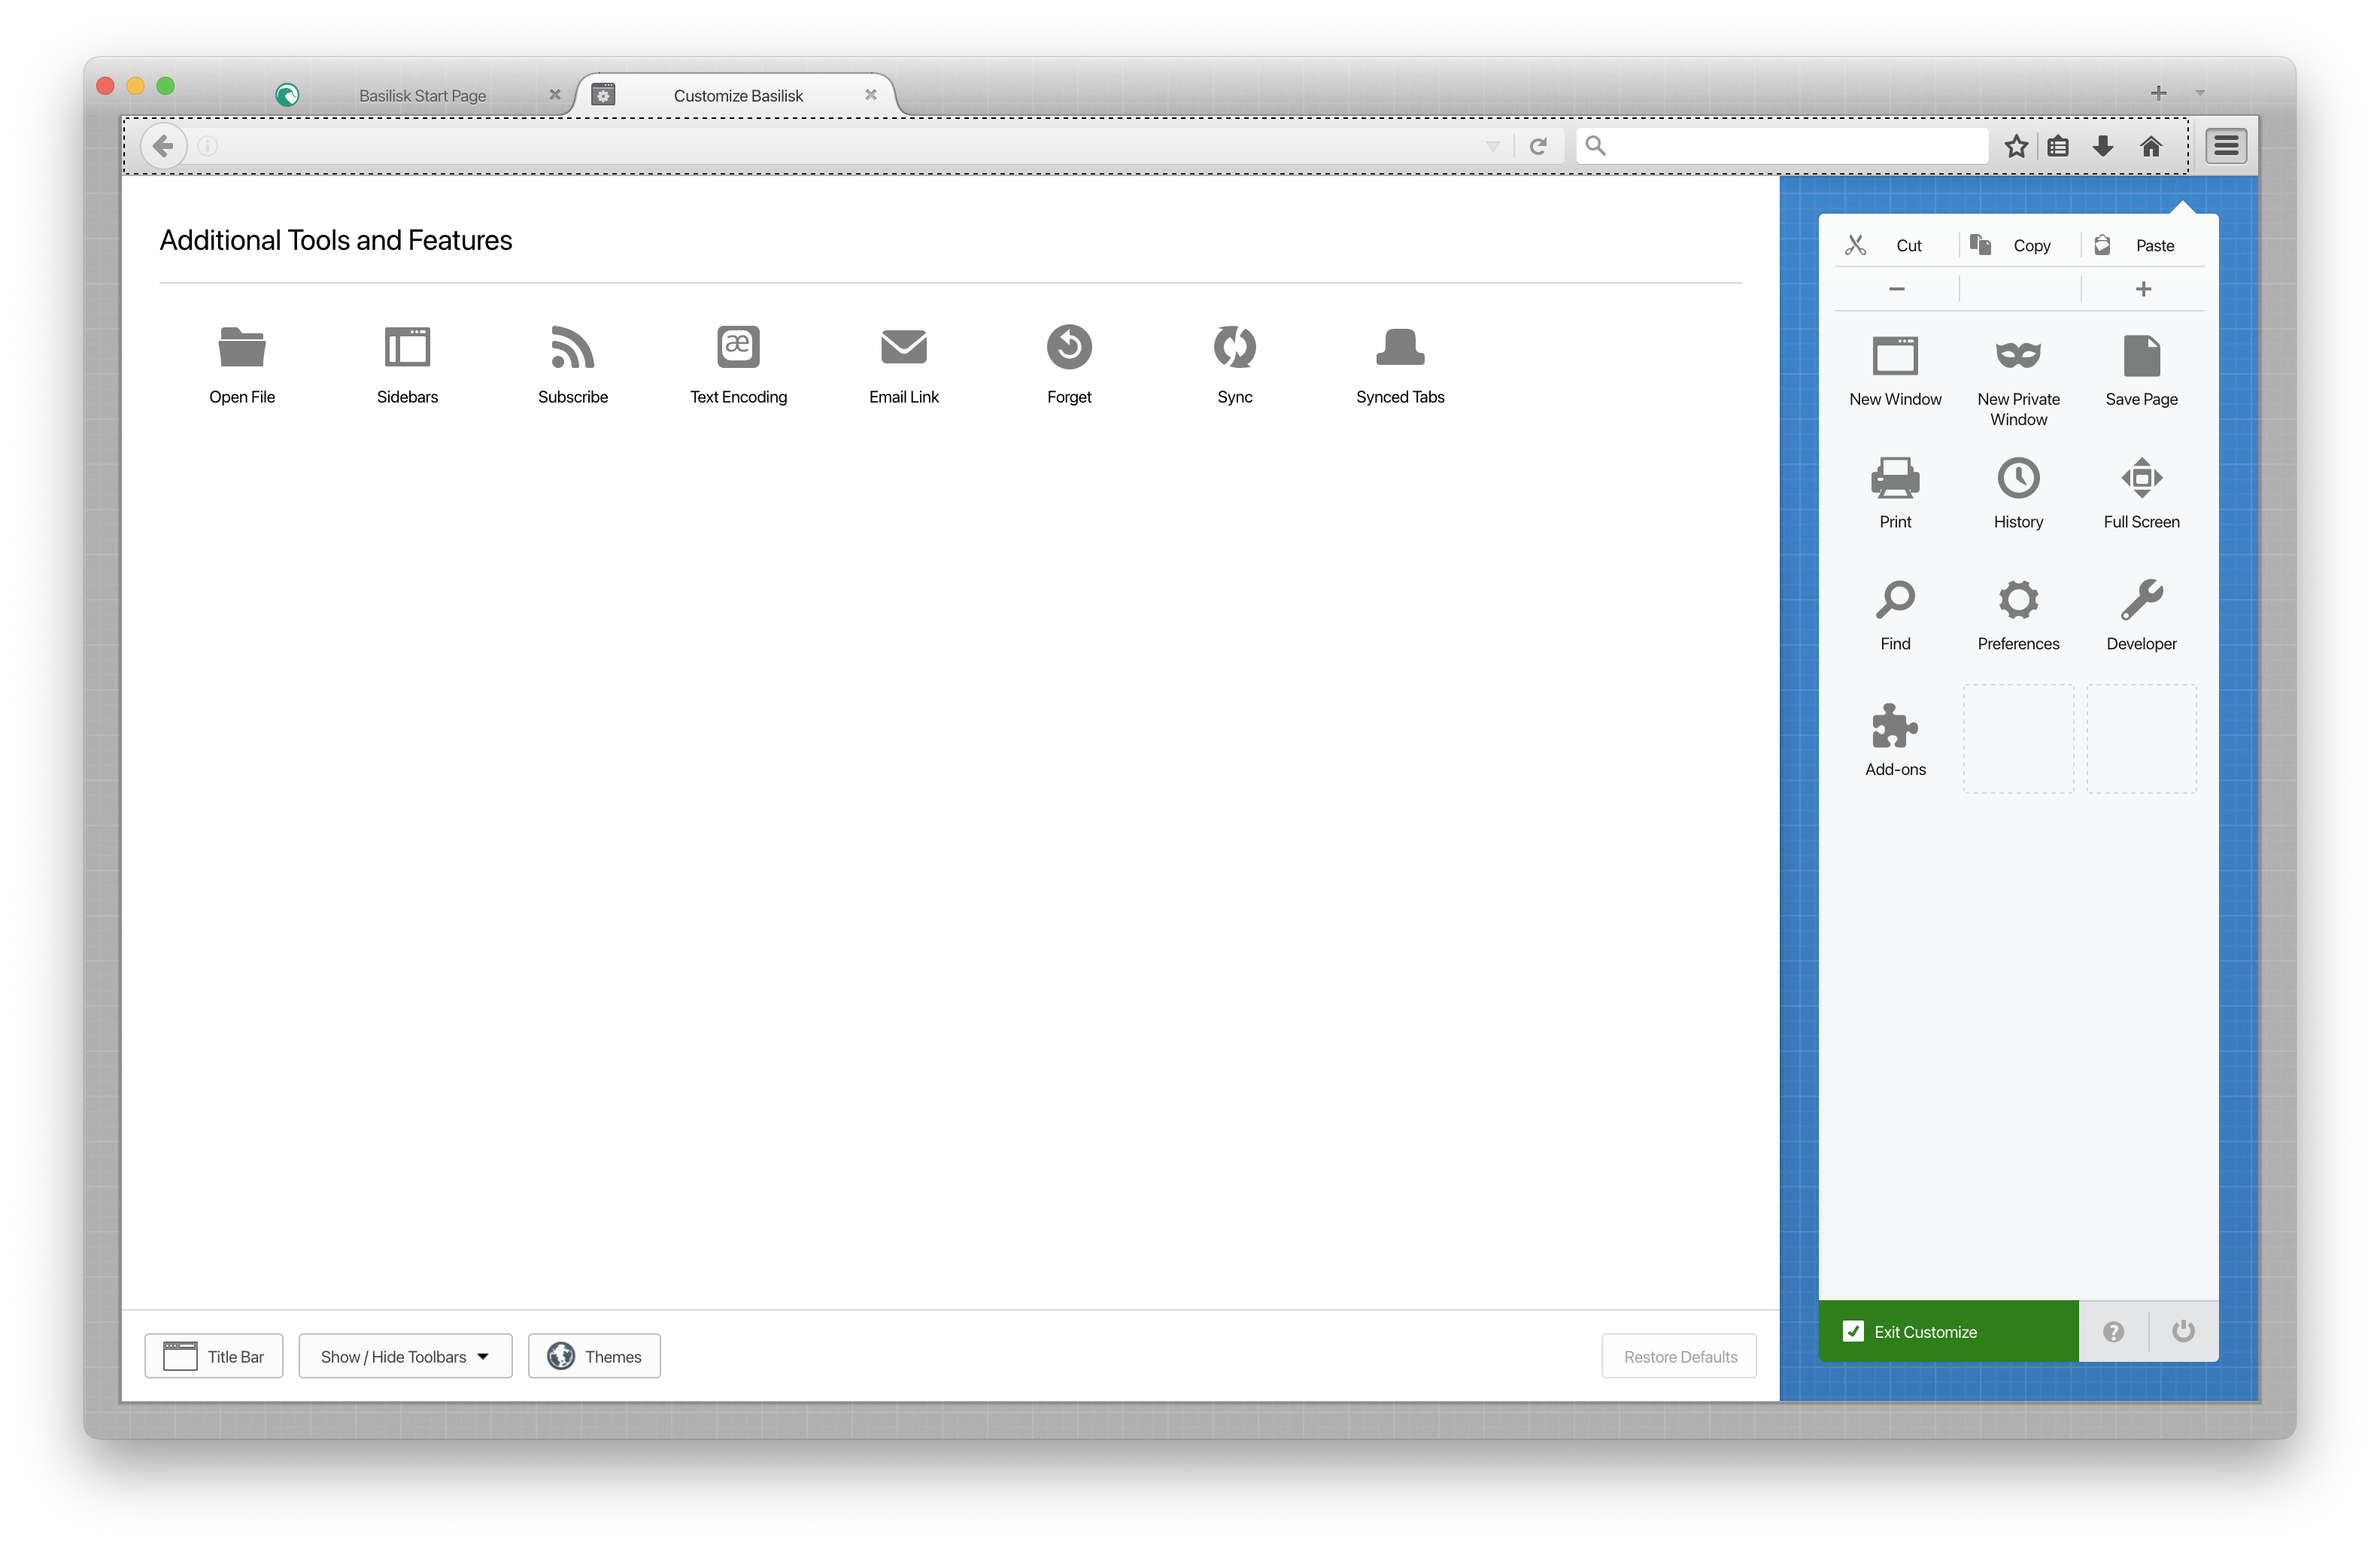 Basilisk Start Page
Customize Basilisk
Additional Tools and Features
Open File
Sidebars
Subscribe
æ
Text Encoding
Email Link
Forget
Sync
Synced Tabs
Cut
Copy
Paste
New Window
New Private
Window
Save Page
Print
History
Full Screen
Find
Preferences
Developer
Add-ons
Exit Customize
Title Bar
Show / Hide Toolbars
Themes
Restore Defaults